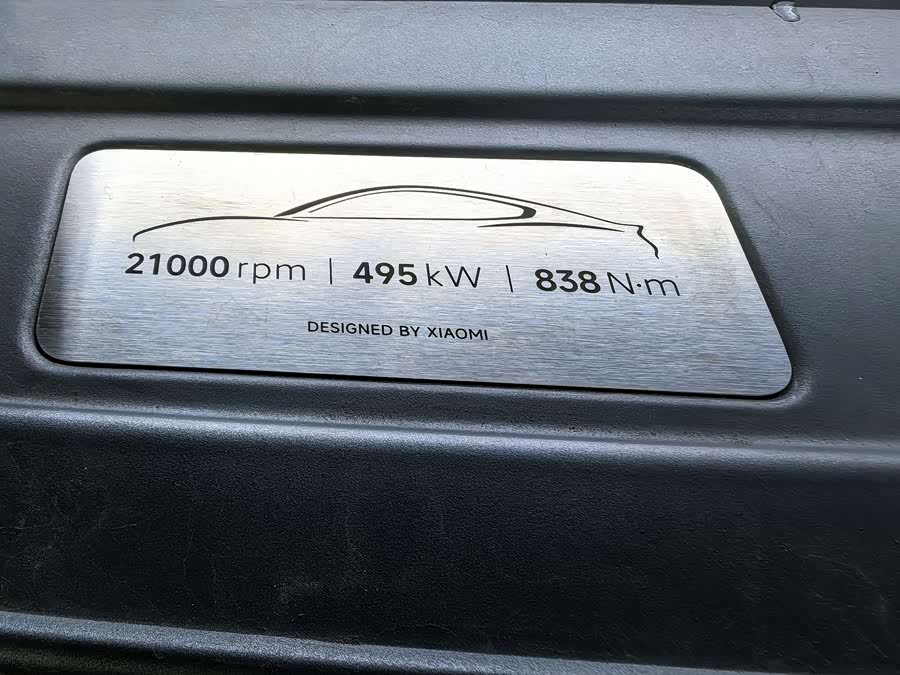 21000 rpm | 495 kW | 838 N·m
DESIGNED BY XIAOMI